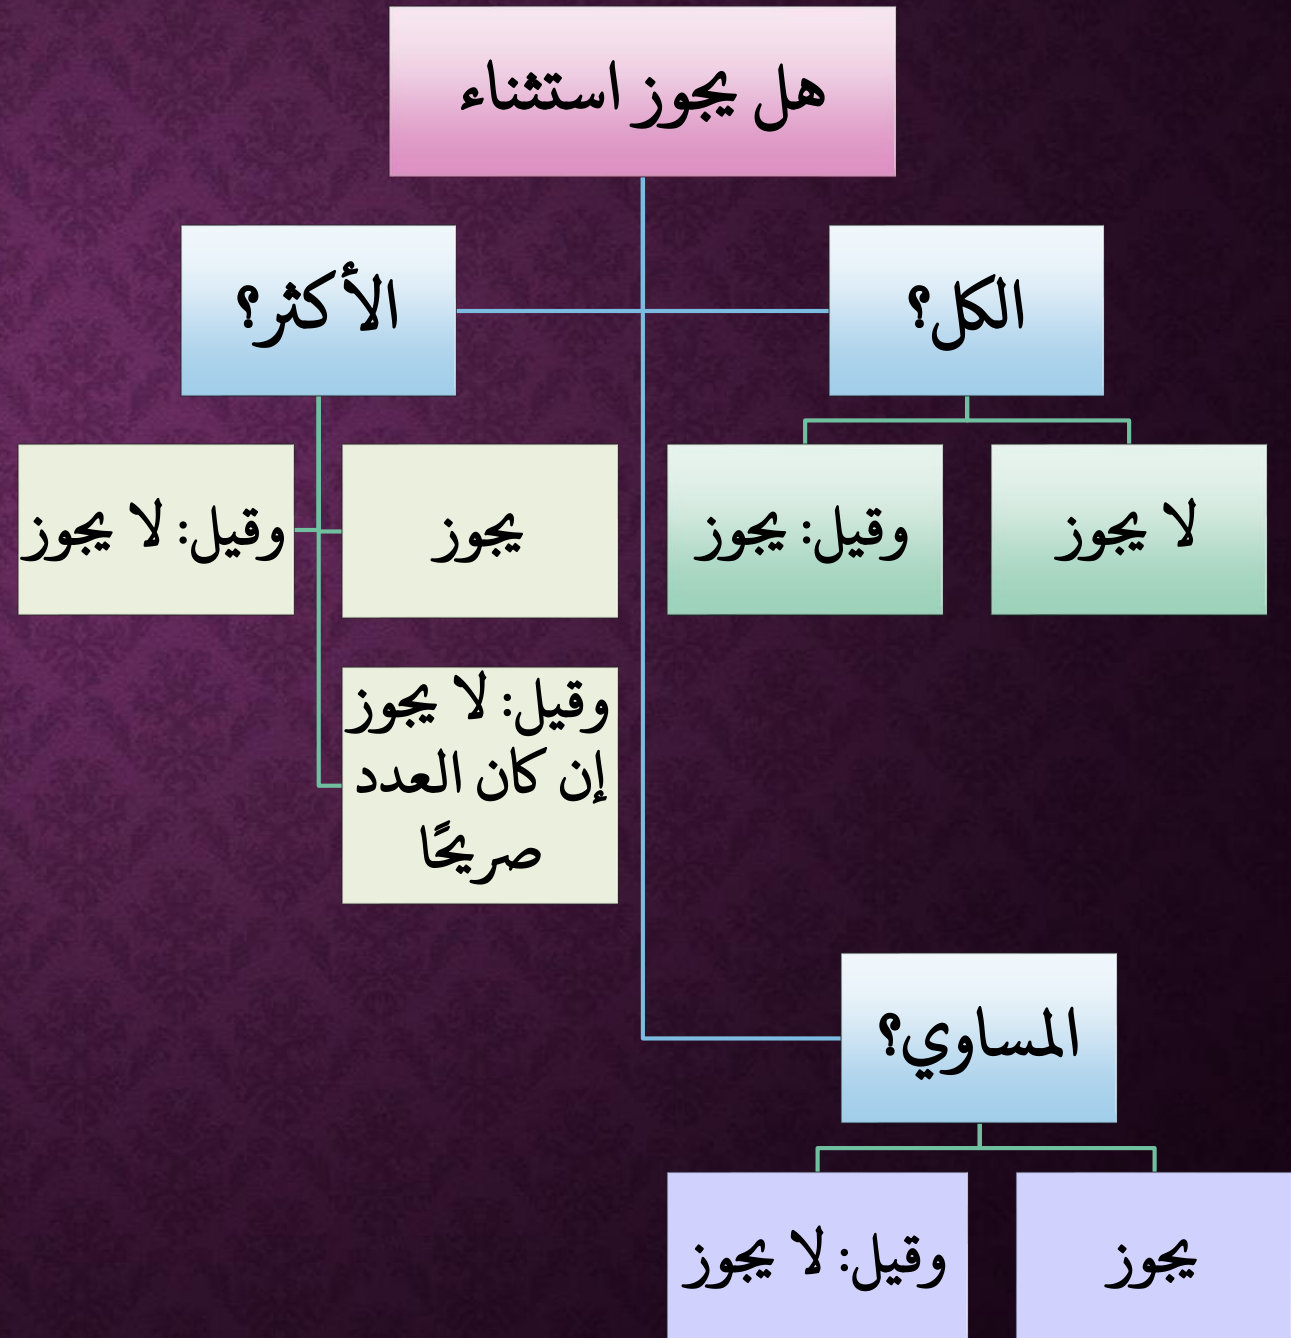 هل يجوز استثناء
الكل؟
لا يجوز
وقيل: يجوز
الأكثر؟
يجوز
وقيل: لا يجوز
وقيل: لا يجوز
إن كان العدد
صريحًا
المساوي؟
يجوز
وقيل: لا يجوز